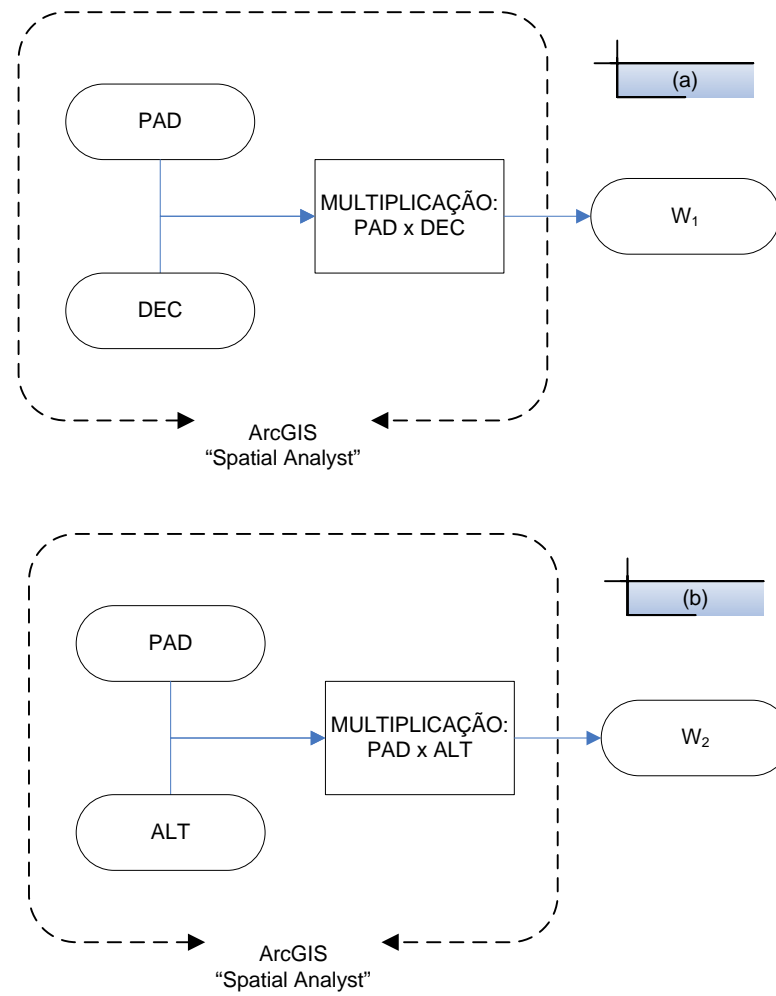 (a)
PAD
MULTIPLICAÇÃO:
PAD x DEC
W₁
DEC
ArcGIS
“Spatial Analyst”
(b)
PAD
MULTIPLICAÇÃO:
PAD x ALT
W₂
ALT
ArcGIS
“Spatial Analyst”